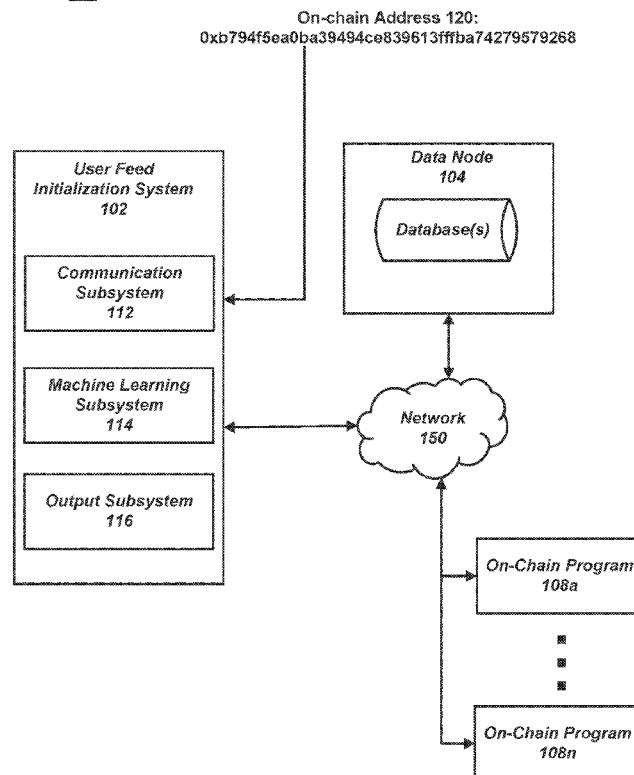 On-chain Address 120:
0xb794f5ea0ba39494ce839613fffba74279579268
User Feed
Initialization System
102
Communication
Subsystem
112
Machine Learning
Subsystem
114
Output Subsystem
116
Data Node
104
Database(s)
Network
150
On-Chain Program
108a
On-Chain Program
108n